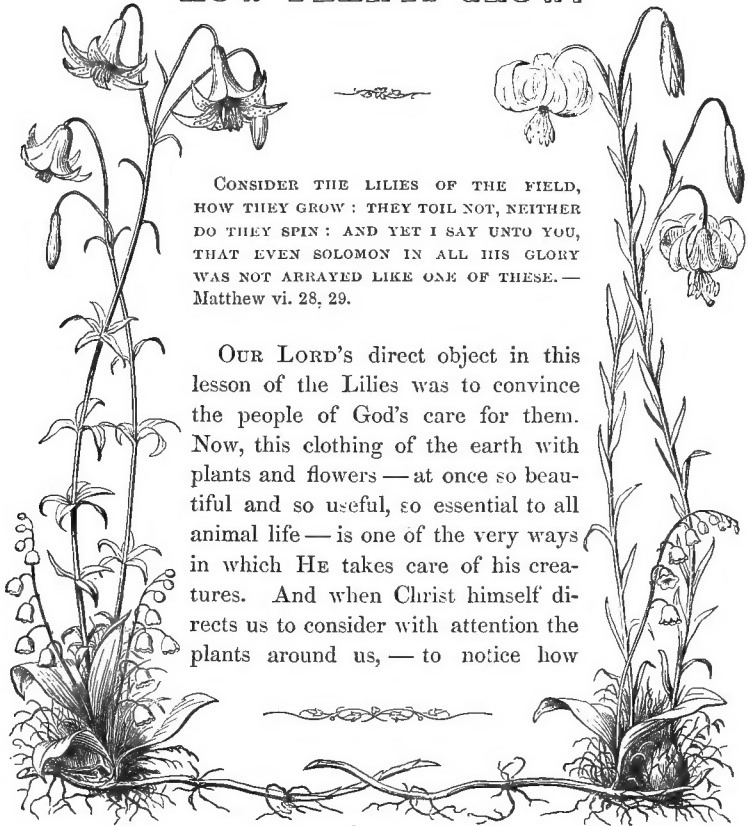 CONSIDER THE LILIES OF THE FIELD,
HOW THEY GROW : THEY TOIL NOT, NEITHER
DO THEY SPIN : AND YET I SAY UNTO YOU,
THAT EVEN SOLOMON IN ALL HIS GLORY
WAS NOT ARRAYED LIKE ONE OF THESE. —
Matthew vi. 28, 29.
OUR LORD'S direct object in this
lesson of the Lilies was to convince
the people of God's care for them.
Now, this clothing of the earth with
plants and flowers — at once so beau-
tiful and so useful, so essential to all
animal life — is one of the very ways
in which HE takes care of his crea-
tures. And when Christ himself di-
rects us to consider with attention the
plants around us, — to notice how